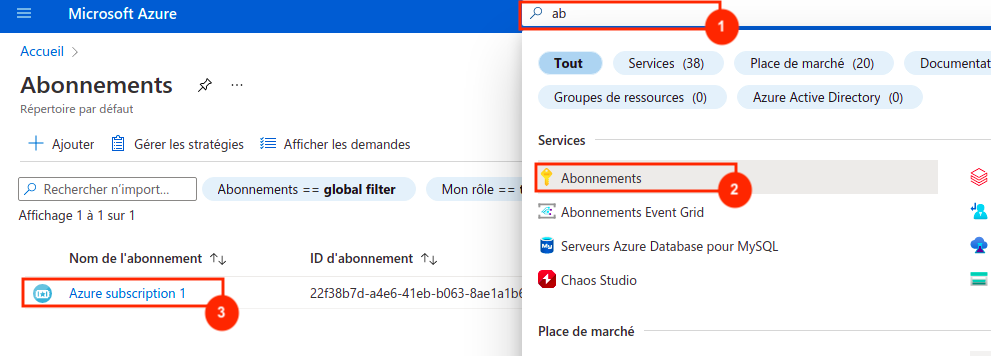 Microsoft Azure
ab
1
Accueil
Abonnements
Répertoire par défaut
Ajouter
Gérer les stratégies
Afficher les demandes
Rechercher n'import...
Abonnements == global filter
Mon rôle ==
Affichage 1 à 1 sur 1
Nom de l'abonnement
ID d'abonnement
Azure subscription 1
3
22f38b7d-a4e6-41eb-b063-8ae1a1b6
Tout
Services (38)
Place de marché (20)
Documentat
Groupes de ressources (0)
Azure Active Directory (0)
Services
Abonnements
2
Abonnements Event Grid
Serveurs Azure Database pour MySQL
Chaos Studio
Place de marché